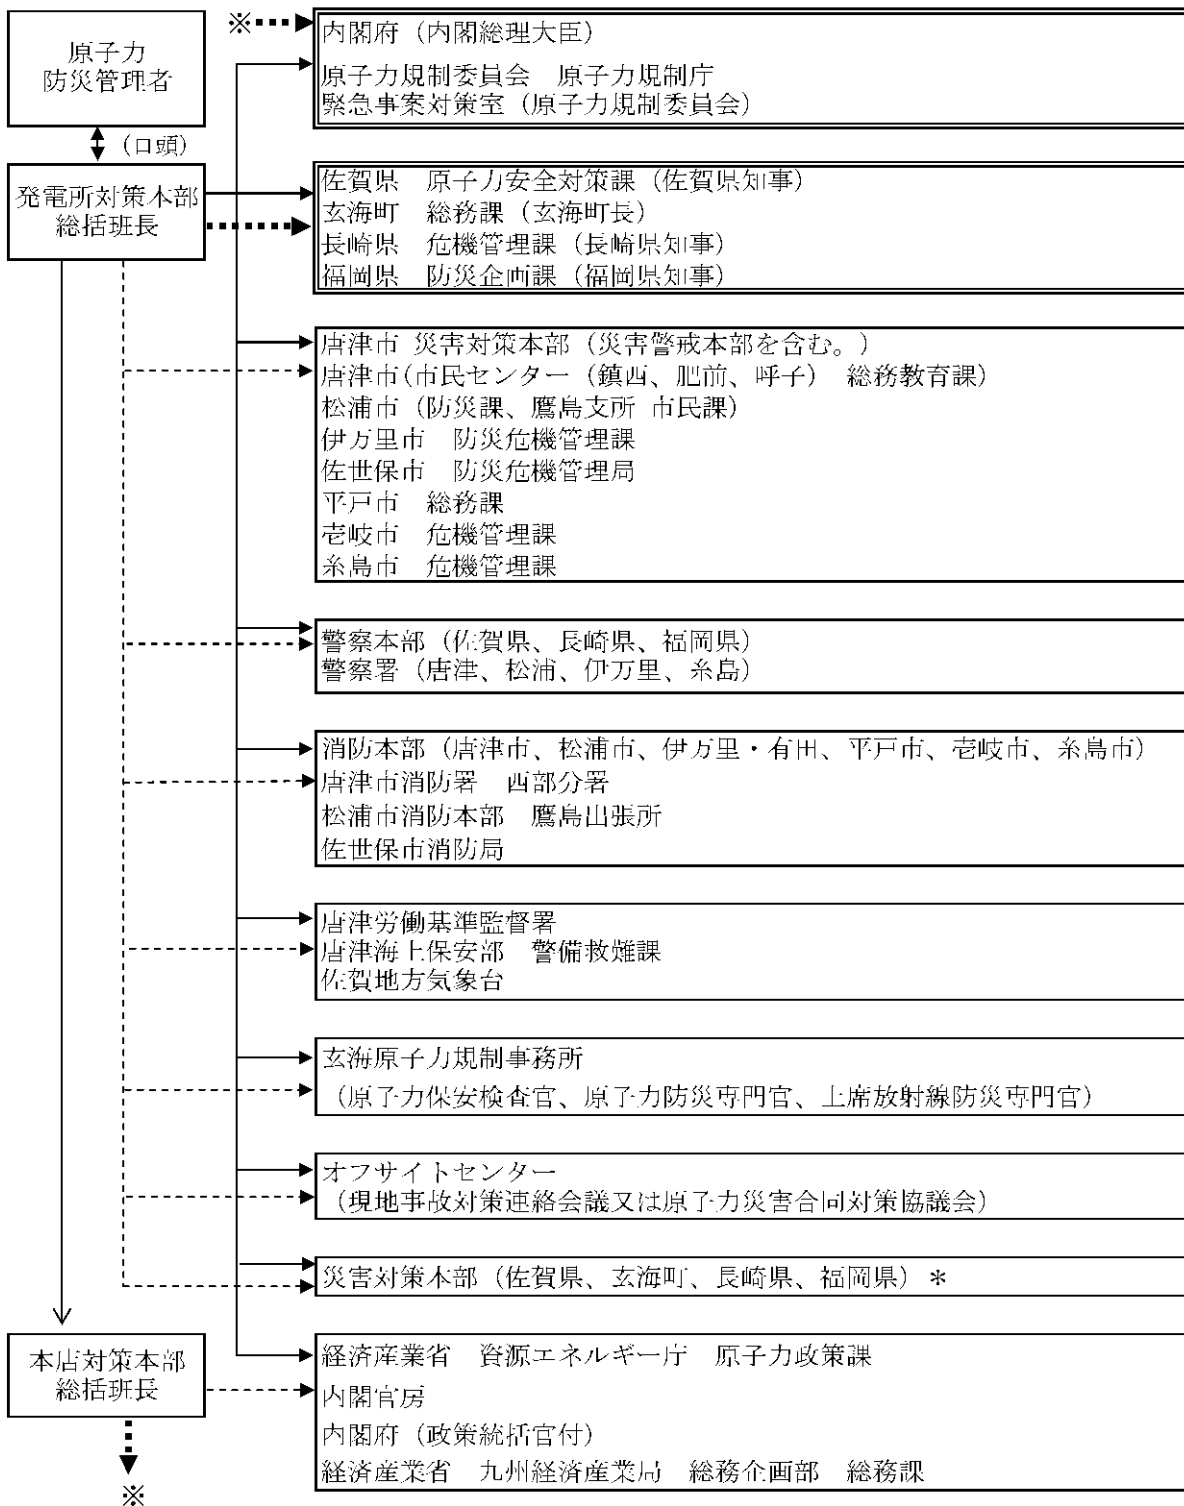 原子力
防災管理者
(口頭)
発電所対策本部
総括班長
本店対策本部
総括班長
※
※
内閣府（内閣総理大臣）
原子力規制委員会　原子力規制庁
緊急事案対策室（原子力規制委員会）
佐賀県　原子力安全対策課（佐賀県知事）
玄海町　総務課（玄海町長）
長崎県　危機管理課（長崎県知事）
福岡県　防災企画課（福岡県知事）
唐津市 災害対策本部（災害警戒本部を含む。）
唐津市(市民センター（鎮西、肥前、呼子）　総務教育課)
松浦市（防災課、鷹島支所 市民課）
伊万里市　防災危機管理課
佐世保市　防災危機管理局
平戸市　総務課
壱岐市　危機管理課
糸島市　危機管理課
警察本部（佐賀県、長崎県、福岡県）
警察署（唐津、松浦、伊万里、糸島）
消防本部（唐津市、松浦市、伊万里・有田、平戸市、壱岐市、糸島市）
唐津市消防署　西部分署
松浦市消防本部　鷹島出張所
佐世保市消防局
唐津労働基準監督署
唐津海上保安部　警備救難課
佐賀地方気象台
玄海原子力規制事務所
（原子力保安検査官、原子力防災専門官、上席放射線防災専門官）
オフサイトセンター
（現地事故対策連絡会議又は原子力災害合同対策協議会）
災害対策本部（佐賀県、玄海町、長崎県、福岡県）＊
経済産業省　資源エネルギー庁　原子力政策課
内閣官房
内閣府（政策統括官付）
経済産業省　九州経済産業局　総務企画部　総務課